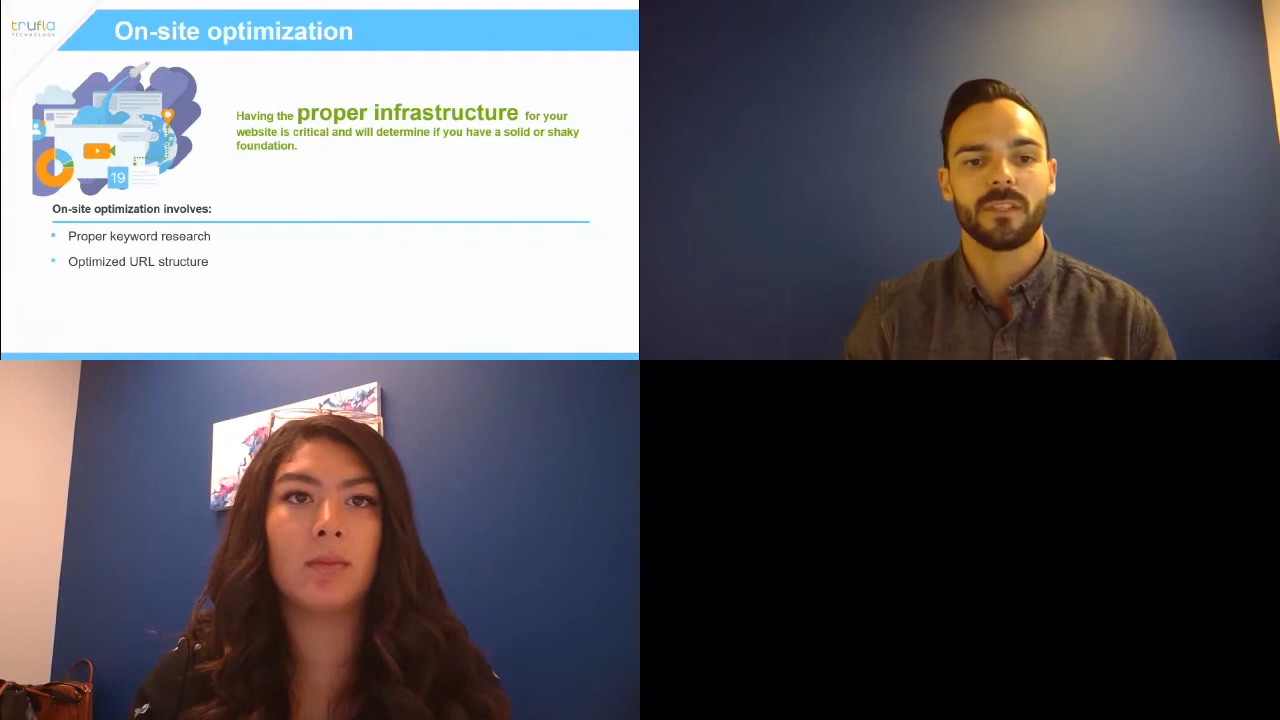 trufla
TECHNOLOGY
On-site optimization
Having the proper infrastructure for your
website is critical and will determine if you have a solid or shaky
foundation.
19
On-site optimization involves:
• Proper keyword research
• Optimized URL structure